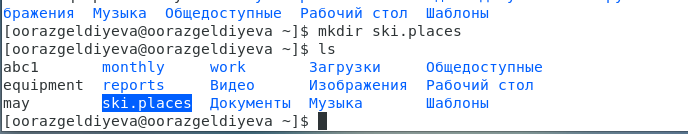 бражения  Музыка  Общедоступные  Рабочий стол  Шаблоны
[oorazgeldiyeva@oorazgeldiyeva ~]$ mkdir ski.places
[oorazgeldiyeva@oorazgeldiyeva ~]$ ls
abc1       monthly     work       Загрузки     Общедоступные
equipment  reports     Видео      Изображения  Рабочий стол
may        ski.places  Документы  Музыка       Шаблоны
[oorazgeldiyeva@oorazgeldiyeva ~]$